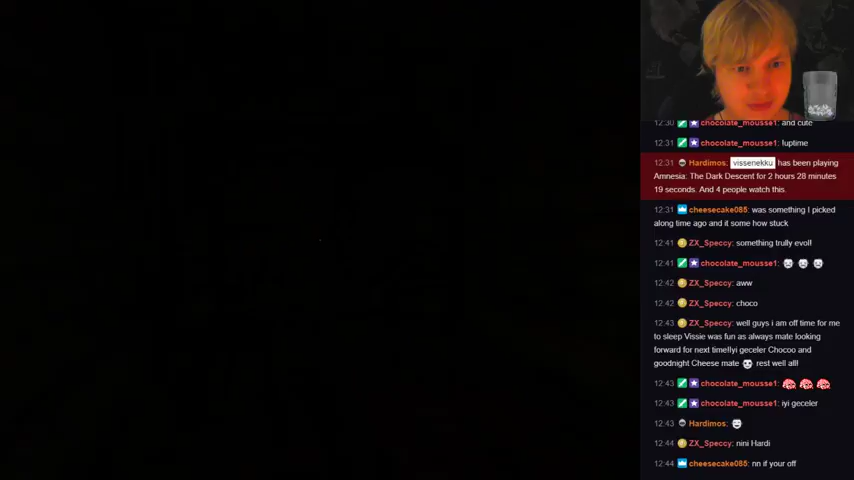 12:30 chocolate_mousse1: and cute
12:31 chocolate_mousse1: !uptime
12:31 Hardimos: vissenekku has been playing
Amnesia: The Dark Descent for 2 hours 28 minutes
19 seconds. And 4 people watch this.
12:31 cheesecake085: was something I picked
along time ago and it some how stuck
12:41 ZX_Speccy: something trully evol!
12:41 chocolate_mousse1:
12:42 ZX_Speccy: aww
12:42 ZX_Speccy: choco
12:43 ZX_Speccy: well guys i am off time for me
to sleep Vissie was fun as always mate looking
forward for next time!Iyi geceler Chocoo and
goodnight Cheese mate rest well all!
12:43 chocolate_mousse1:
12:43 chocolate_mousse1: iyi geceler
12:43 Hardimos:
12:44 ZX_Speccy: nini Hardi
12:44 cheesecake085: nn if your off